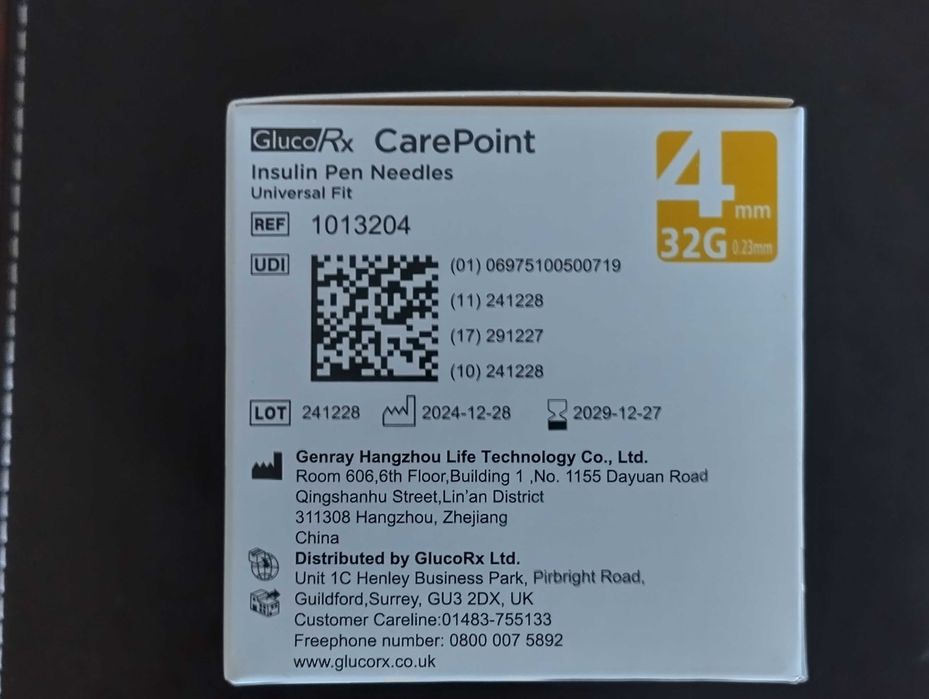 GlucoRx CarePoint
Insulin Pen Needles
Universal Fit
4mm
32G 0.23mm
REF 1013204
UDI
(01) 06975100500719
(11) 241228
(17) 291227
(10) 241228
LOT 241228 2024-12-28 2029-12-27
Genray Hangzhou Life Technology Co., Ltd.
Room 606,6th Floor,Building 1 ,No. 1155 Dayuan Road
Qingshanhu Street,Lin'an District
311308 Hangzhou, Zhejiang
China
Distributed by GlucoRx Ltd.
Unit 1C Henley Business Park, Pirbright Road,
Guildford,Surrey, GU3 2DX, UK
Customer Careline:01483-755133
Freephone number: 0800 007 5892
www.glucorx.co.uk